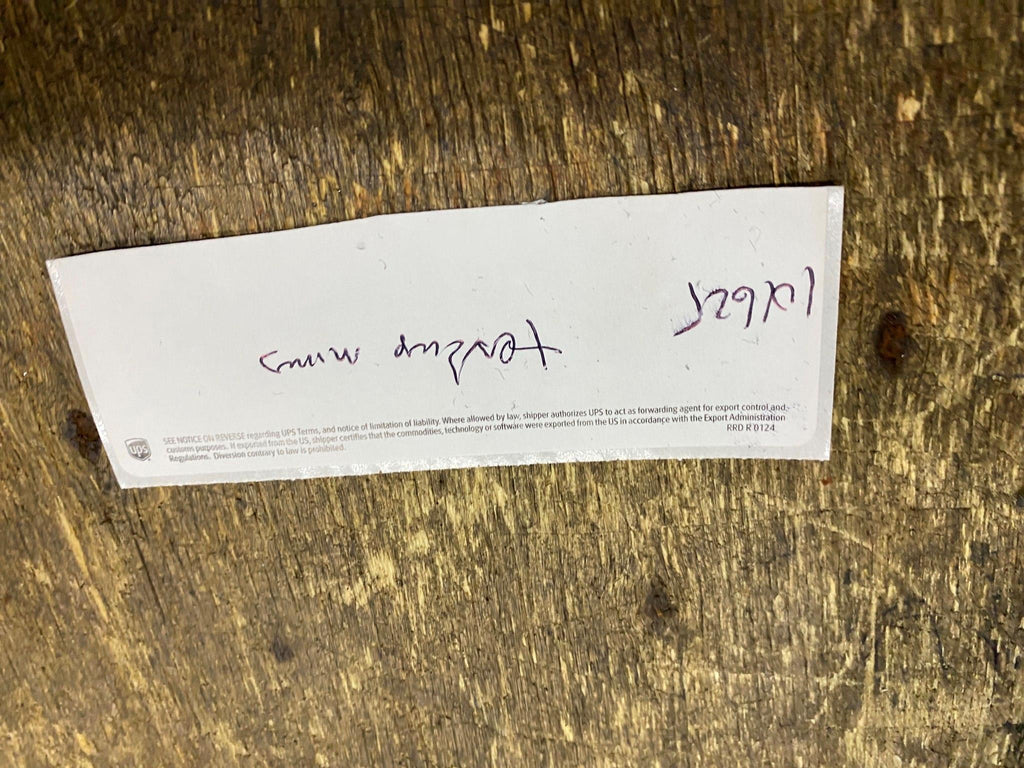 SEE NOTICE ON REVERSE regarding UPS Terms, and notice of limitation of liability. Where allowed by law, shipper authorizes UPS to act as forwarding agent for export control and
customs purposes. If exported from the US, shipper certifies that the commodities, technology or software were exported from the US in accordance with the Export Administration
Regulations. Diversion contrary to law is prohibited.
RRD R 0124
ups